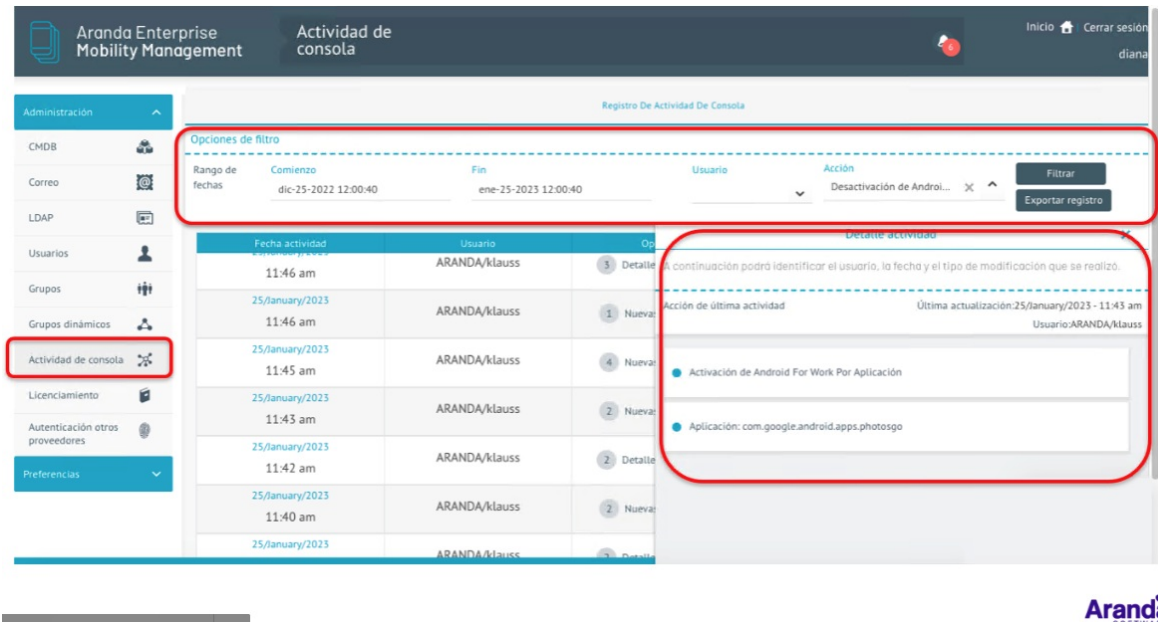 Aranda Enterprise
Mobility Management
Actividad de
consola
6
Inicio Cerrar sesión
diana
Administración
CMDB
Correo
LDAP
Usuarios
Grupos
Grupos dinámicos
Actividad de consola
Licenciamiento
Autenticación otros
proveedores
Preferencias
Registro De Actividad De Consola
Opciones de filtro
Rango de
fechas
Comienzo
dic-25-2022 12:00:40
Fin
ene-25-2023 12:00:40
Usuario
Acción
Desactivación de Androi...
Filtrar
Exportar registro
Fecha actividad Usuario Op
25/January/2023
11:46 am ARANDA/klauss 3 Detalle
25/January/2023
11:46 am ARANDA/klauss 1 Nueva
25/January/2023
11:45 am ARANDA/klauss 4 Nueva
25/January/2023
11:43 am ARANDA/klauss 2 Nueva
25/January/2023
11:42 am ARANDA/klauss 2 Detalle
25/January/2023
11:40 am ARANDA/klauss 2 Nueva
25/January/2023
ARANDA/klauss Detalle
Detalle actividad
A continuación podrá identificar el usuario, la fecha y el tipo de modificación que se realizó.
Acción de última actividad
Última actualización:25/January/2023 - 11:43 am
Usuario:ARANDA/klauss
Activación de Android For Work Por Aplicación
Aplicación: com.google.android.apps.photosgo
Aranda